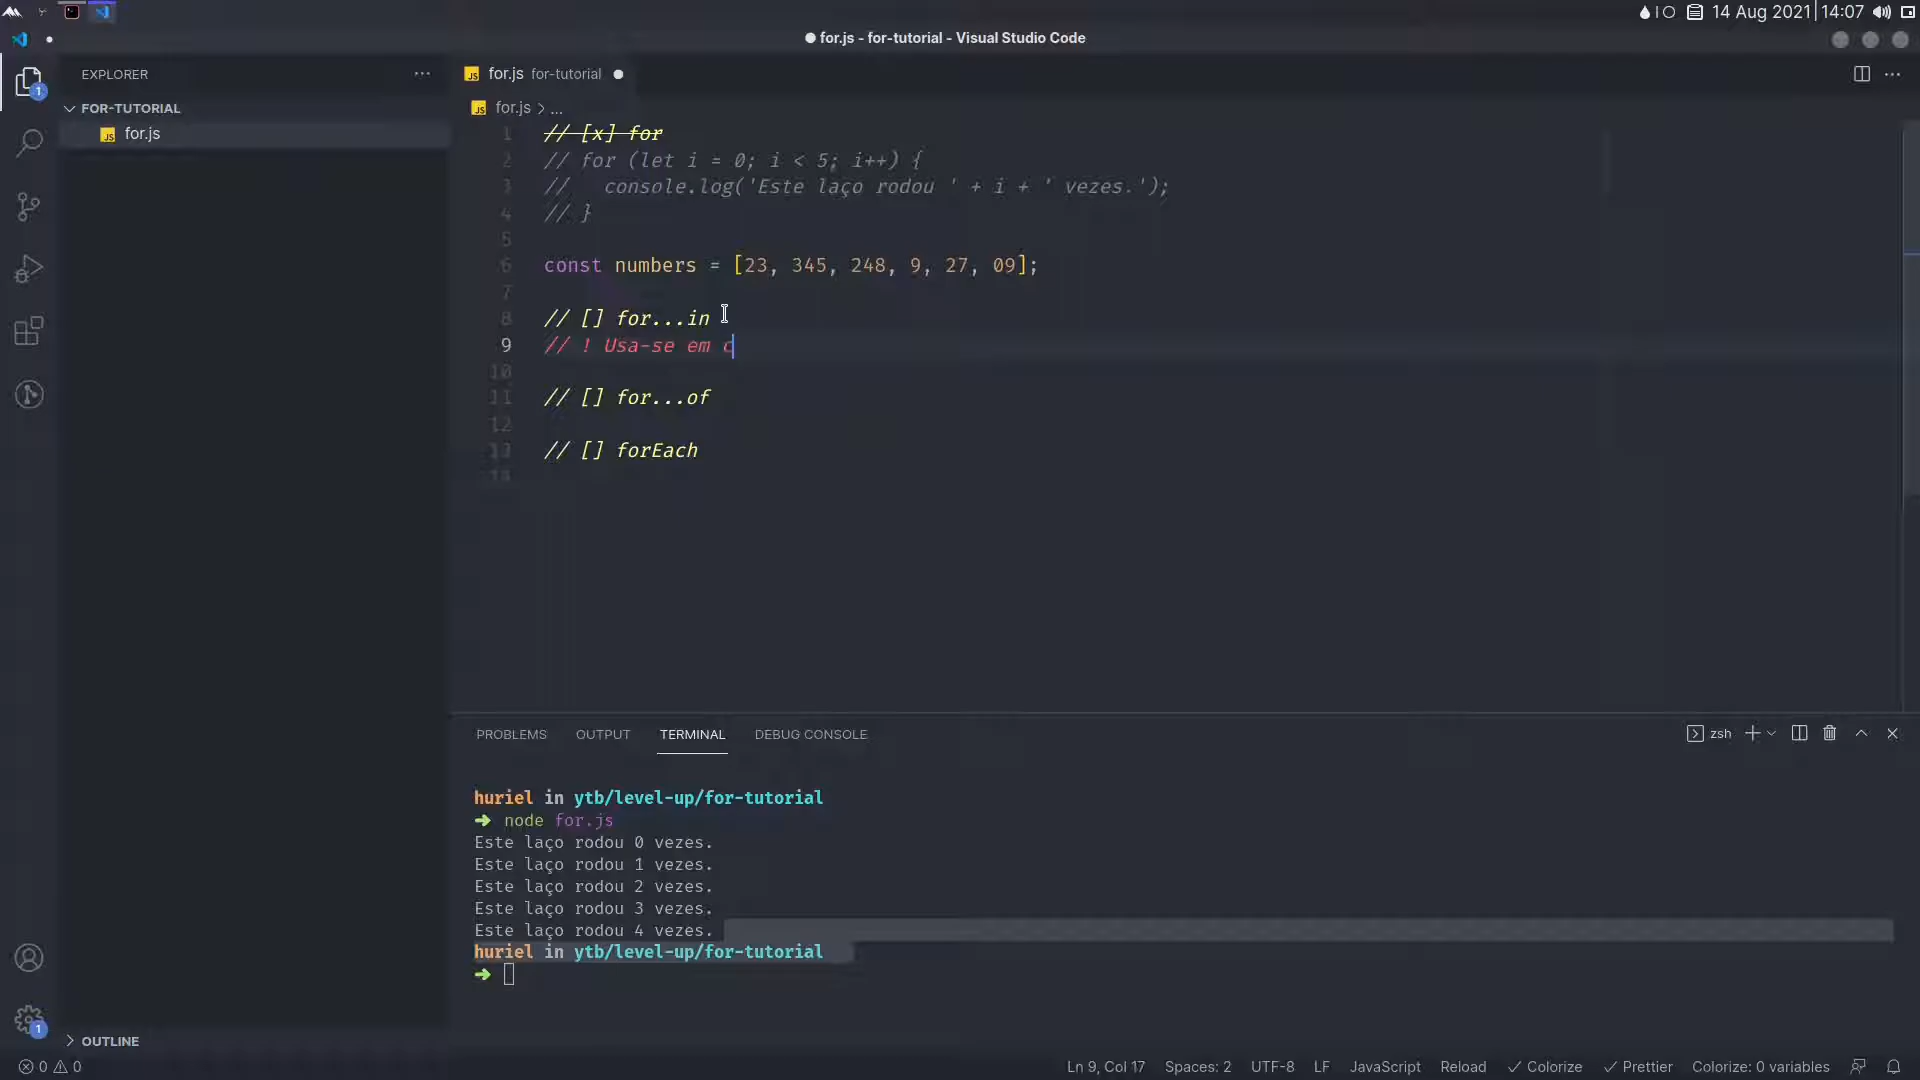 14 Aug 2021 14:07
for.js - for-tutorial - Visual Studio Code
EXPLORER
FOR-TUTORIAL
JS for.js
OUTLINE
JS for.js for-tutorial
JS for.js > ...
1 // [x] for
2 // for (let i = 0; i < 5; i++) {
3 //   console.log('Este laço rodou ' + i + ' vezes.');
4 // }
5
6 const numbers = [23, 345, 248, 9, 27, 09];
7
8 // [] for...in
9 // ! Usa-se em c
10
11 // [] for...of
12
13 // [] forEach
14
PROBLEMS OUTPUT TERMINAL DEBUG CONSOLE
zsh
huriel in ytb/level-up/for-tutorial
➜ node for.js
Este laço rodou 0 vezes.
Este laço rodou 1 vezes.
Este laço rodou 2 vezes.
Este laço rodou 3 vezes.
Este laço rodou 4 vezes.
huriel in ytb/level-up/for-tutorial
➜
1
1
0 0
Ln 9, Col 17 Spaces: 2 UTF-8 LF JavaScript Reload ✓ Colorize ✓ Prettier Colorize: 0 variables